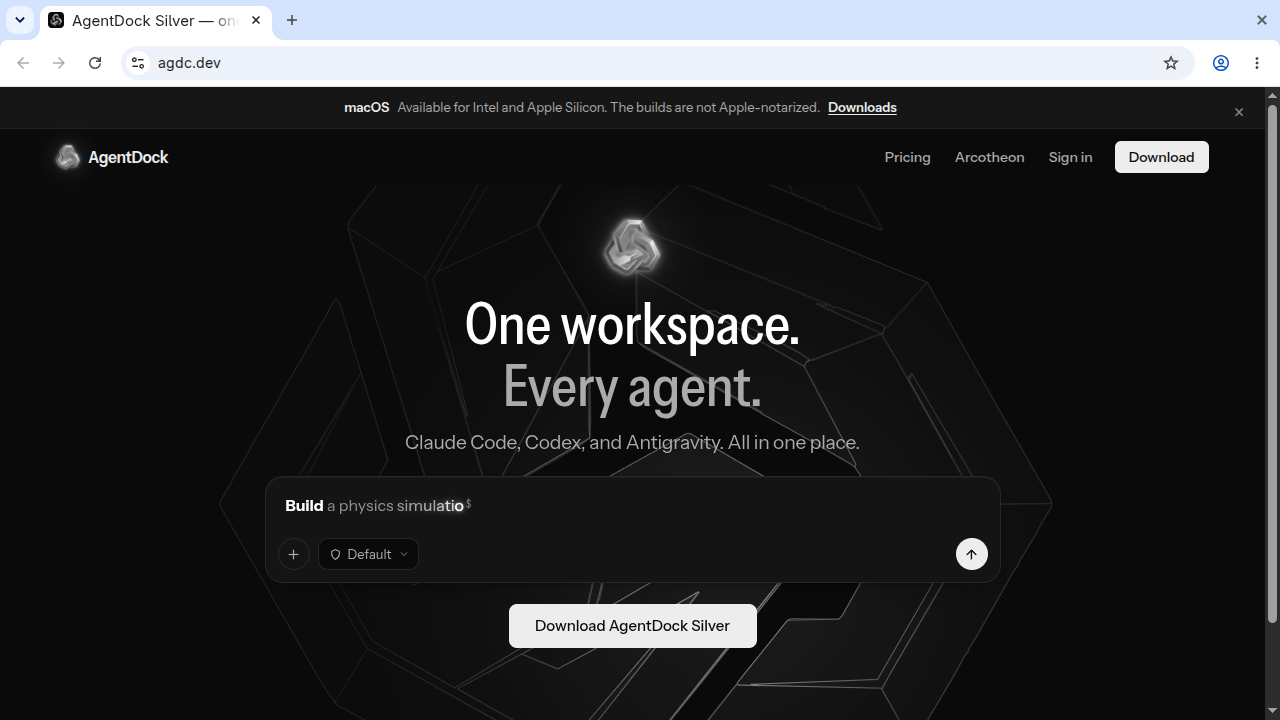 AgentDock Silver — one
agdc.dev
macOS Available for Intel and Apple Silicon. The builds are not Apple-notarized. Downloads
AgentDock
Pricing
Arcotheon
Sign in
Download
One workspace.
Every agent.
Claude Code, Codex, and Antigravity. All in one place.
Build a physics simulatio$
Default
Download AgentDock Silver